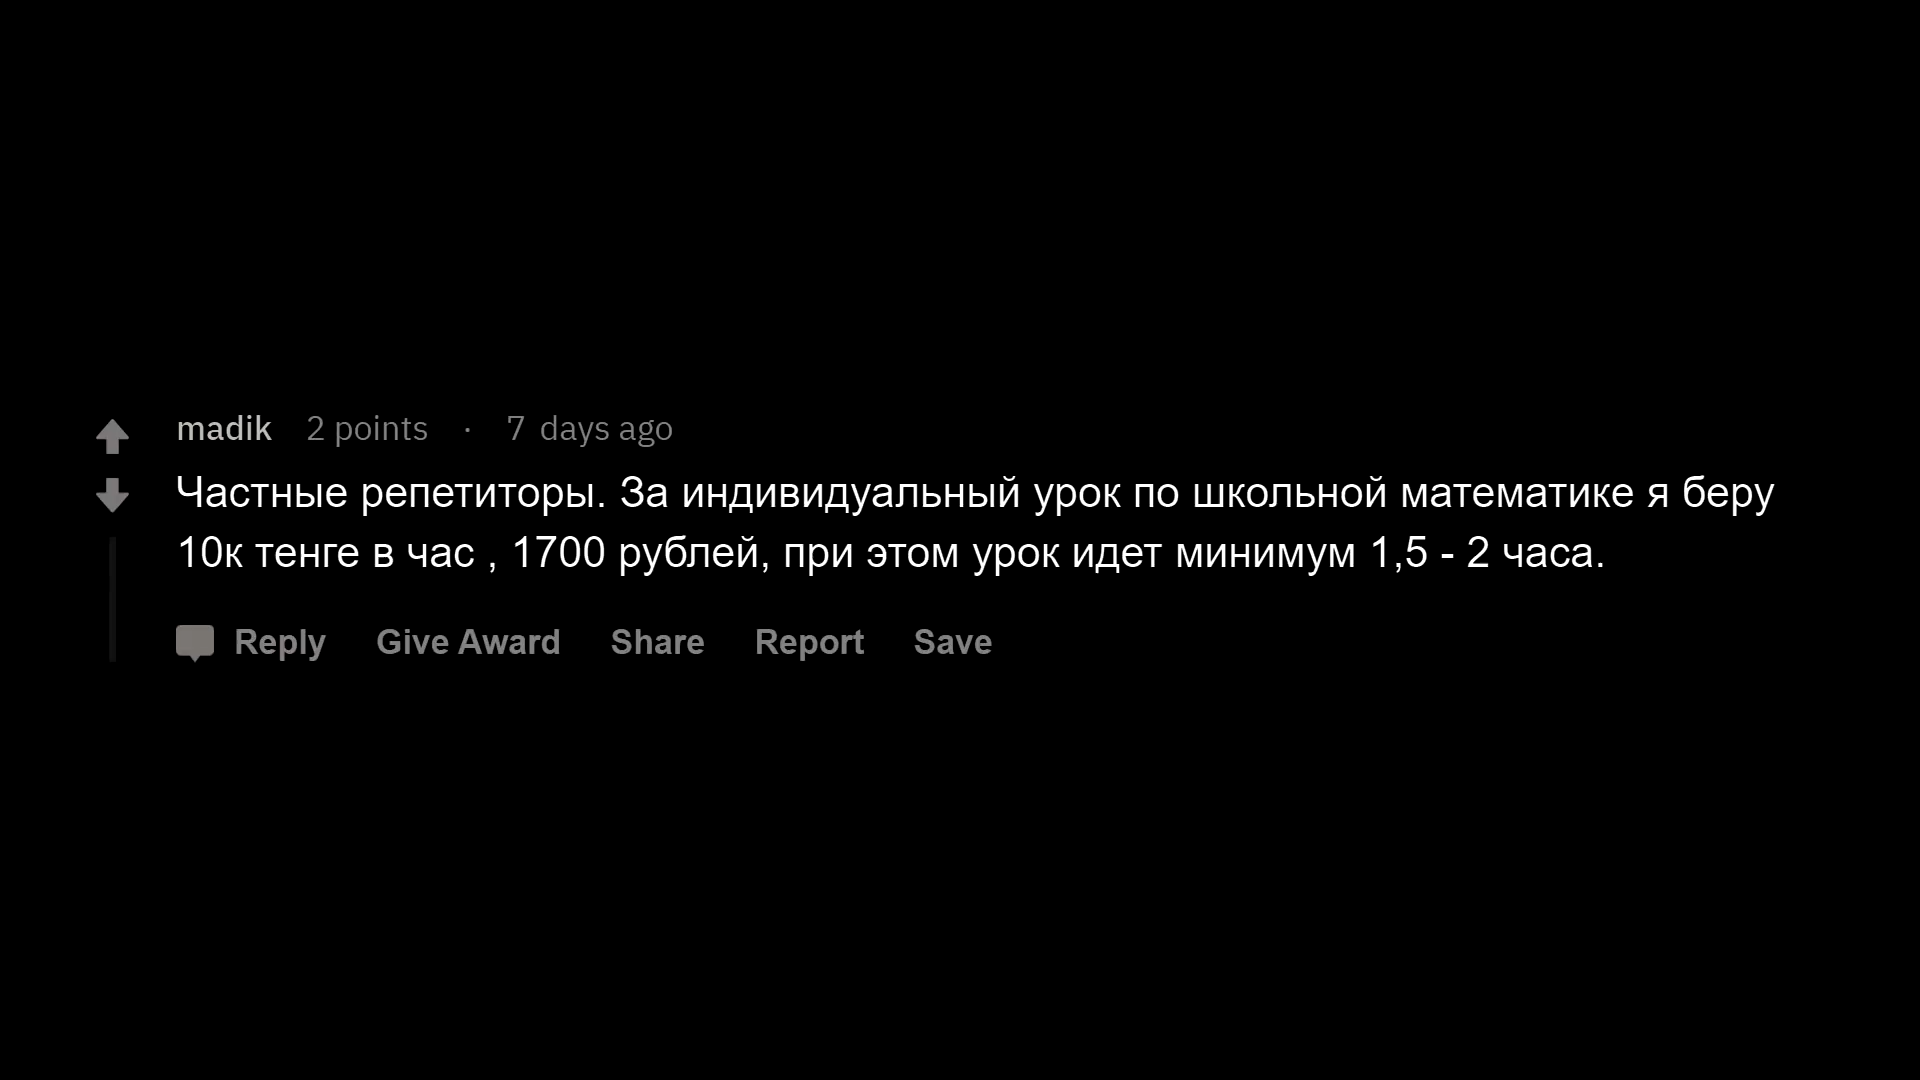 madik 2 points · 7 days ago
Частные репетиторы. За индивидуальный урок по школьной математике я беру
10к тенге в час , 1700 рублей, при этом урок идет минимум 1,5 - 2 часа.
Reply Give Award Share Report Save